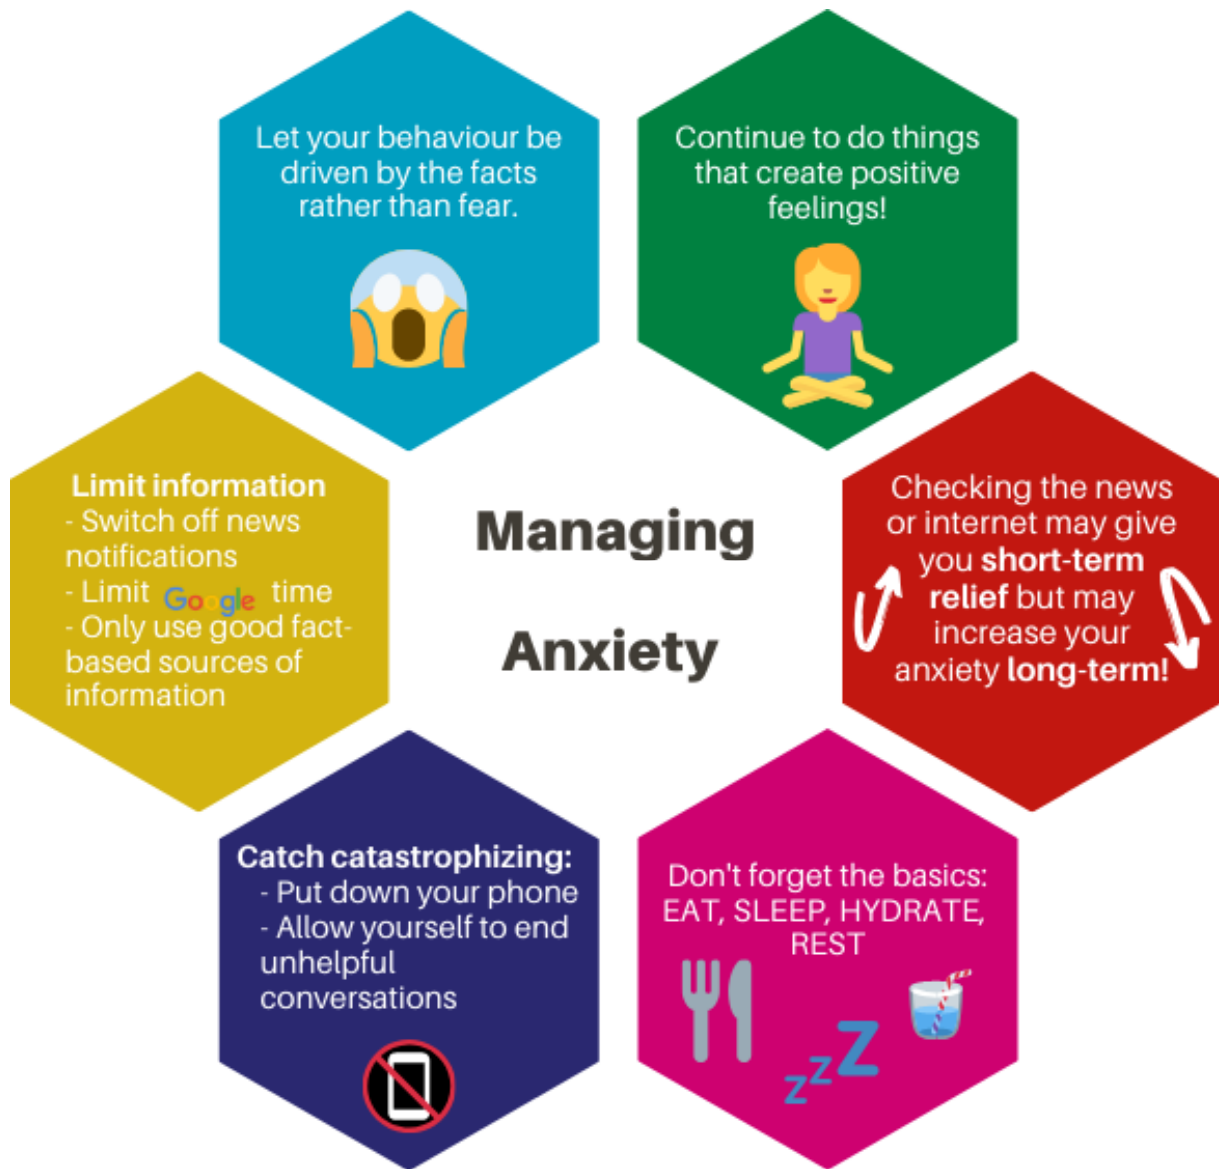 Let your behaviour be
driven by the facts
rather than fear.
Continue to do things
that create positive
feelings!
Limit information
- Switch off news
notifications
- Limit Google time
- Only use good fact-
based sources of
information
Managing
Anxiety
Checking the news
or internet may give
you short-term
relief but may
increase your
anxiety long-term!
Catch catastrophizing:
- Put down your phone
- Allow yourself to end
unhelpful
conversations
Don't forget the basics:
EAT, SLEEP, HYDRATE,
REST
zzZ